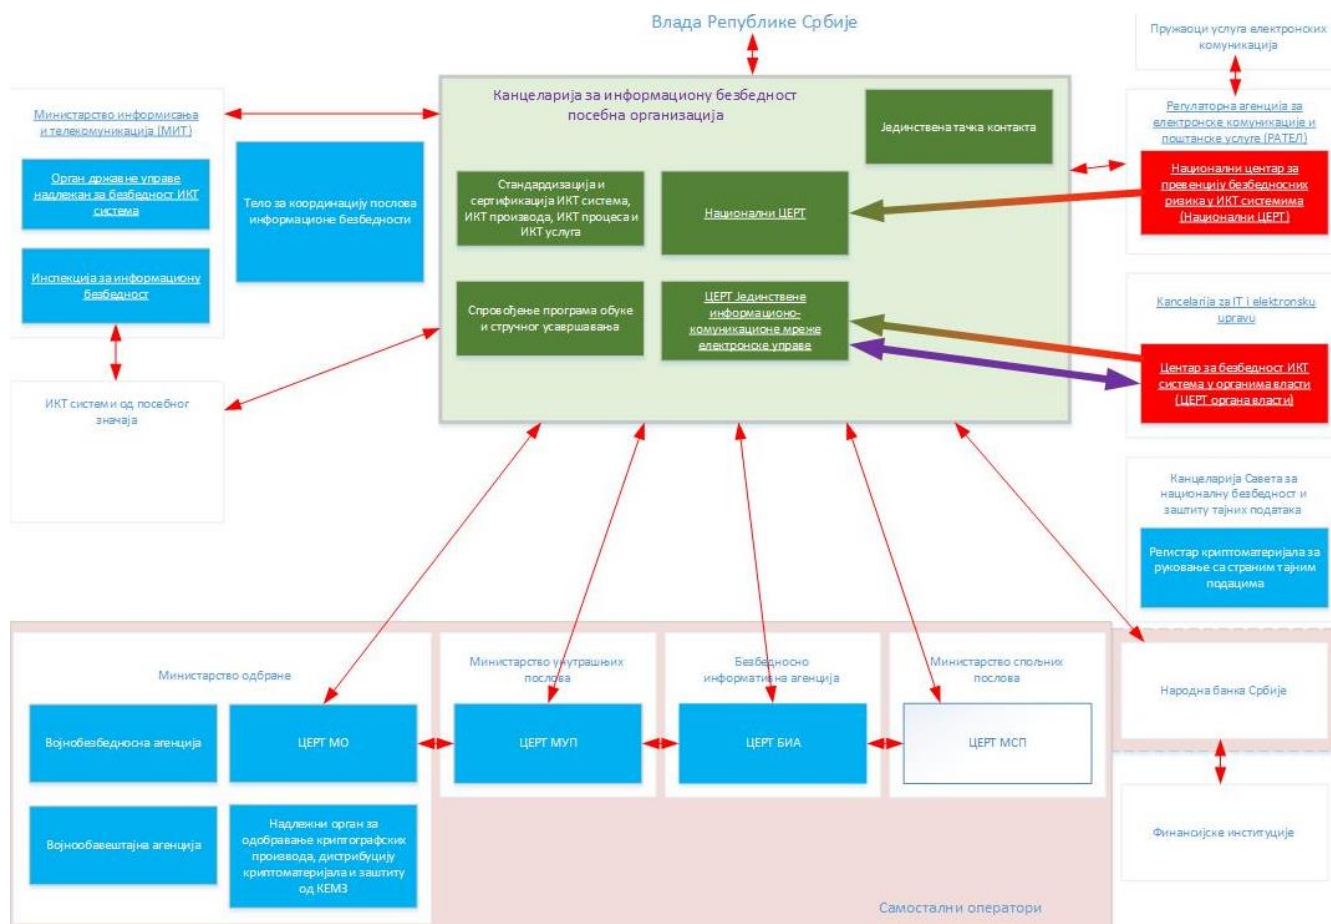 Влада Републике Србије
Пружаоци услуга електронских
комуникација
Министарство информисања
и телекомуникација (МИТ)
Орган државне управе
надлежан за безбедност ИКТ
система
Инспекција за информациону
безбедност
Тело за координацију послова
информационе безбедности
ИКТ системи од посебног
значаја
Канцеларија за информациону безбедност
посебна организација
Јединствена тачка контакта
Стандардизација и
сертификација ИКТ система,
ИКТ производа, ИКТ процеса и
ИКТ услуга
Национални ЦЕРТ
Спровођење програма обуке
и стручног усавршавања
ЦЕРТ Јединствене
информационо-
комуникационе мреже
електронске управе
Регулаторна агенција за
електронске комуникације и
поштанске услуге (РАТЕЛ)
Национални центар за
превенцију безбедносних
ризика у ИКТ системима
(Национални ЦЕРТ)
Kancelarija za IT i elektronsku
upravu
Центар за безбедност ИКТ
система у органима власти
(ЦЕРТ органа власти)
Канцеларија Савета за
националну безбедност и
заштиту тајних података
Регистар криптоматеријала за
руковање са страним тајним
подацима
Министарство одбране
Војнобезбедносна агенција
ЦЕРТ МО
Војнообавештајна агенција
Надлежни орган за
одобравање криптографских
производа, дистрибуцију
криптоматеријала и заштиту
од КЕМЗ
Министарство унутрашњих
послова
ЦЕРТ МУП
Безбедносно
информативна агенција
ЦЕРТ БИА
Министарство спољних
послова
ЦЕРТ МСП
Народна банка Србије
Финансијске институције
Самостални оператори